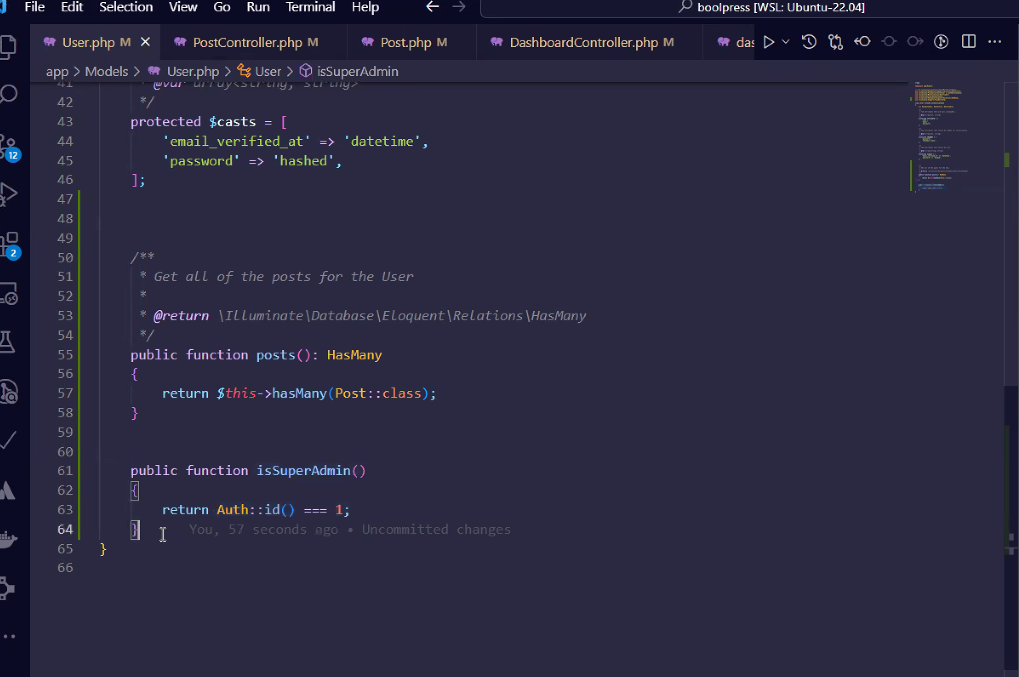 File Edit Selection View Go Run Terminal Help boolpress [WSL: Ubuntu-22.04]
User.php M PostController.php M Post.php M DashboardController.php M das
app > Models > User.php > User > isSuperAdmin
41 * @var array<string, string>
42 */
43 protected $casts = [
44 'email_verified_at' => 'datetime',
45 'password' => 'hashed',
46 ];
47
48
49
50 /**
51 * Get all of the posts for the User
52 *
53 * @return \Illuminate\Database\Eloquent\Relations\HasMany
54 */
55 public function posts(): HasMany
56 {
57 return $this->hasMany(Post::class);
58 }
59
60
61 public function isSuperAdmin()
62 {
63 return Auth::id() === 1;
64 } You, 57 seconds ago • Uncommitted changes
65 }
66
12
2